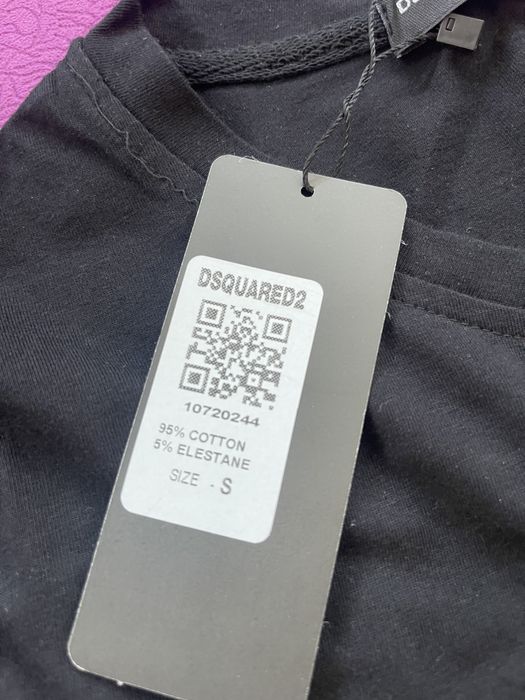 DSQUARED2
10720244
95% COTTON
5% ELESTANE
SIZE - S